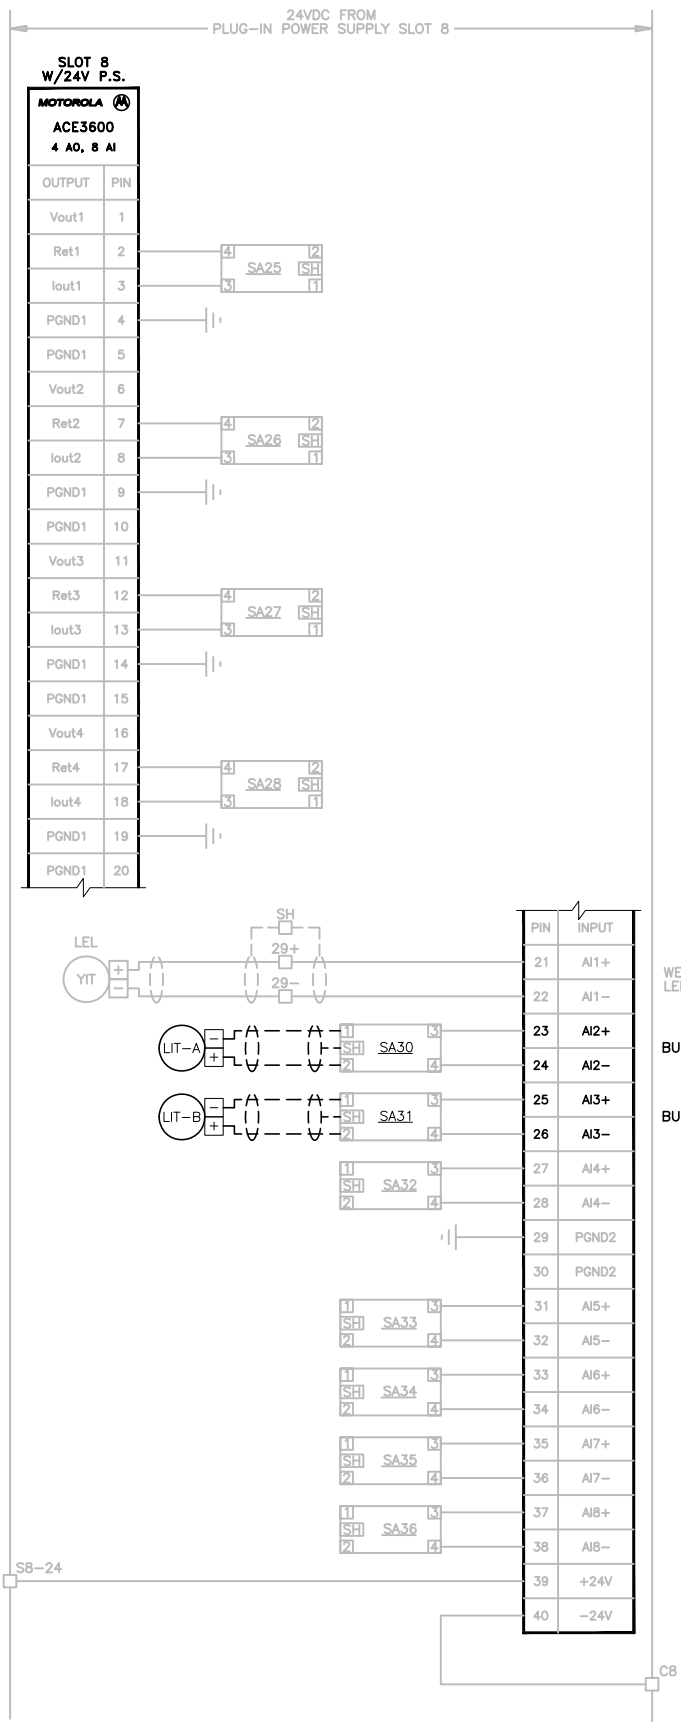 24VDC FROM
PLUG-IN POWER SUPPLY SLOT 8
SLOT 8
W/24V P.S.
MOTOROLA
ACE3600
4 AO, 8 AI
OUTPUT PIN
Vout1 1
Ret1 2
Iout1 3
PGND1 4
PGND1 5
Vout2 6
Ret2 7
Iout2 8
PGND1 9
PGND1 10
Vout3 11
Ret3 12
Iout3 13
PGND1 14
PGND1 15
Vout4 16
Ret4 17
Iout4 18
PGND1 19
PGND1 20
4 2
SA25 SH
3 1
4 2
SA26 SH
3 1
4 2
SA27 SH
3 1
4 2
SA28 SH
3 1
SH
LEL
29+
YIT + -
29-
PIN INPUT
21 AI1+
22 AI1-
23 AI2+
24 AI2-
25 AI3+
26 AI3-
27 AI4+
28 AI4-
29 PGND2
30 PGND2
31 AI5+
32 AI5-
33 AI6+
34 AI6-
35 AI7+
36 AI7-
37 AI8+
38 AI8-
39 +24V
40 -24V
WE
LE
BU
BU
LIT-A - +
1 3
SH SA30
2 4
LIT-B - +
1 3
SH SA31
2 4
1 3
SH SA32
2 4
1 3
SH SA33
2 4
1 3
SH SA34
2 4
1 3
SH SA35
2 4
1 3
SH SA36
2 4
S8-24
C8